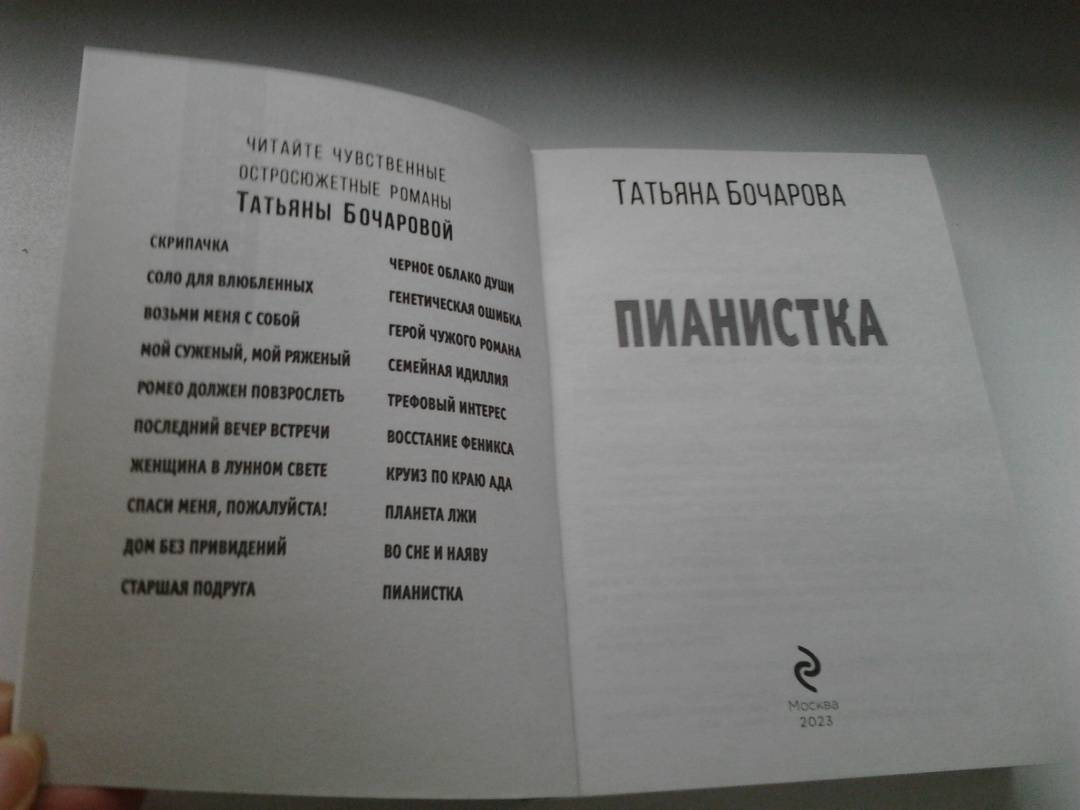 ЧИТАЙТЕ ЧУВСТВЕННЫЕ
ОСТРОСЮЖЕТНЫЕ РОМАНЫ
ТАТЬЯНЫ БОЧАРОВОЙ
СКРИПАЧКА
СОЛО ДЛЯ ВЛЮБЛЕННЫХ
ВОЗЬМИ МЕНЯ С СОБОЙ
МОЙ СУЖЕНЫЙ, МОЙ РЯЖЕНЫЙ
РОМЕО ДОЛЖЕН ПОВЗРОСЛЕТЬ
ПОСЛЕДНИЙ ВЕЧЕР ВСТРЕЧИ
ЖЕНЩИНА В ЛУННОМ СВЕТЕ
СПАСИ МЕНЯ, ПОЖАЛУЙСТА!
ДОМ БЕЗ ПРИВИДЕНИЙ
СТАРШАЯ ПОДРУГА
ЧЕРНОЕ ОБЛАКО ДУШИ
ГЕНЕТИЧЕСКАЯ ОШИБКА
ГЕРОЙ ЧУЖОГО РОМАНА
СЕМЕЙНАЯ ИДИЛЛИЯ
ТРЕФОВЫЙ ИНТЕРЕС
ВОССТАНИЕ ФЕНИКСА
КРУИЗ ПО КРАЮ АДА
ПЛАНЕТА ЛЖИ
ВО СНЕ И НАЯВУ
ПИАНИСТКА
ТАТЬЯНА БОЧАРОВА
ПИАНИСТКА
Москва
2023